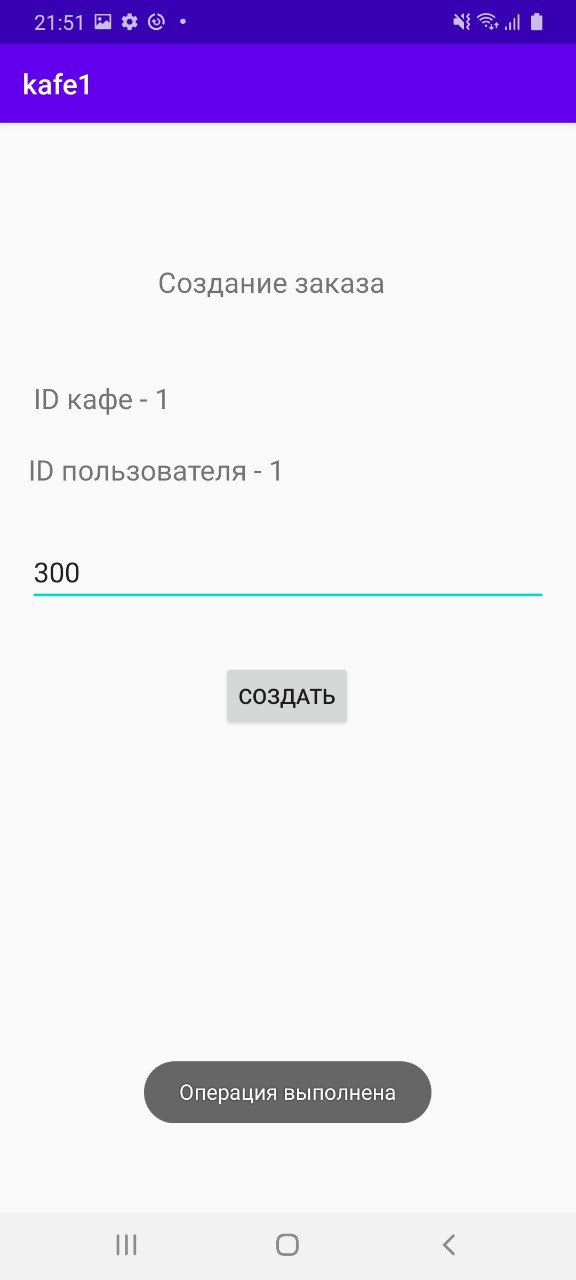 21:51
kafe1
Создание заказа
ID кафе - 1
ID пользователя - 1
300
СОЗДАТЬ
Операция выполнена